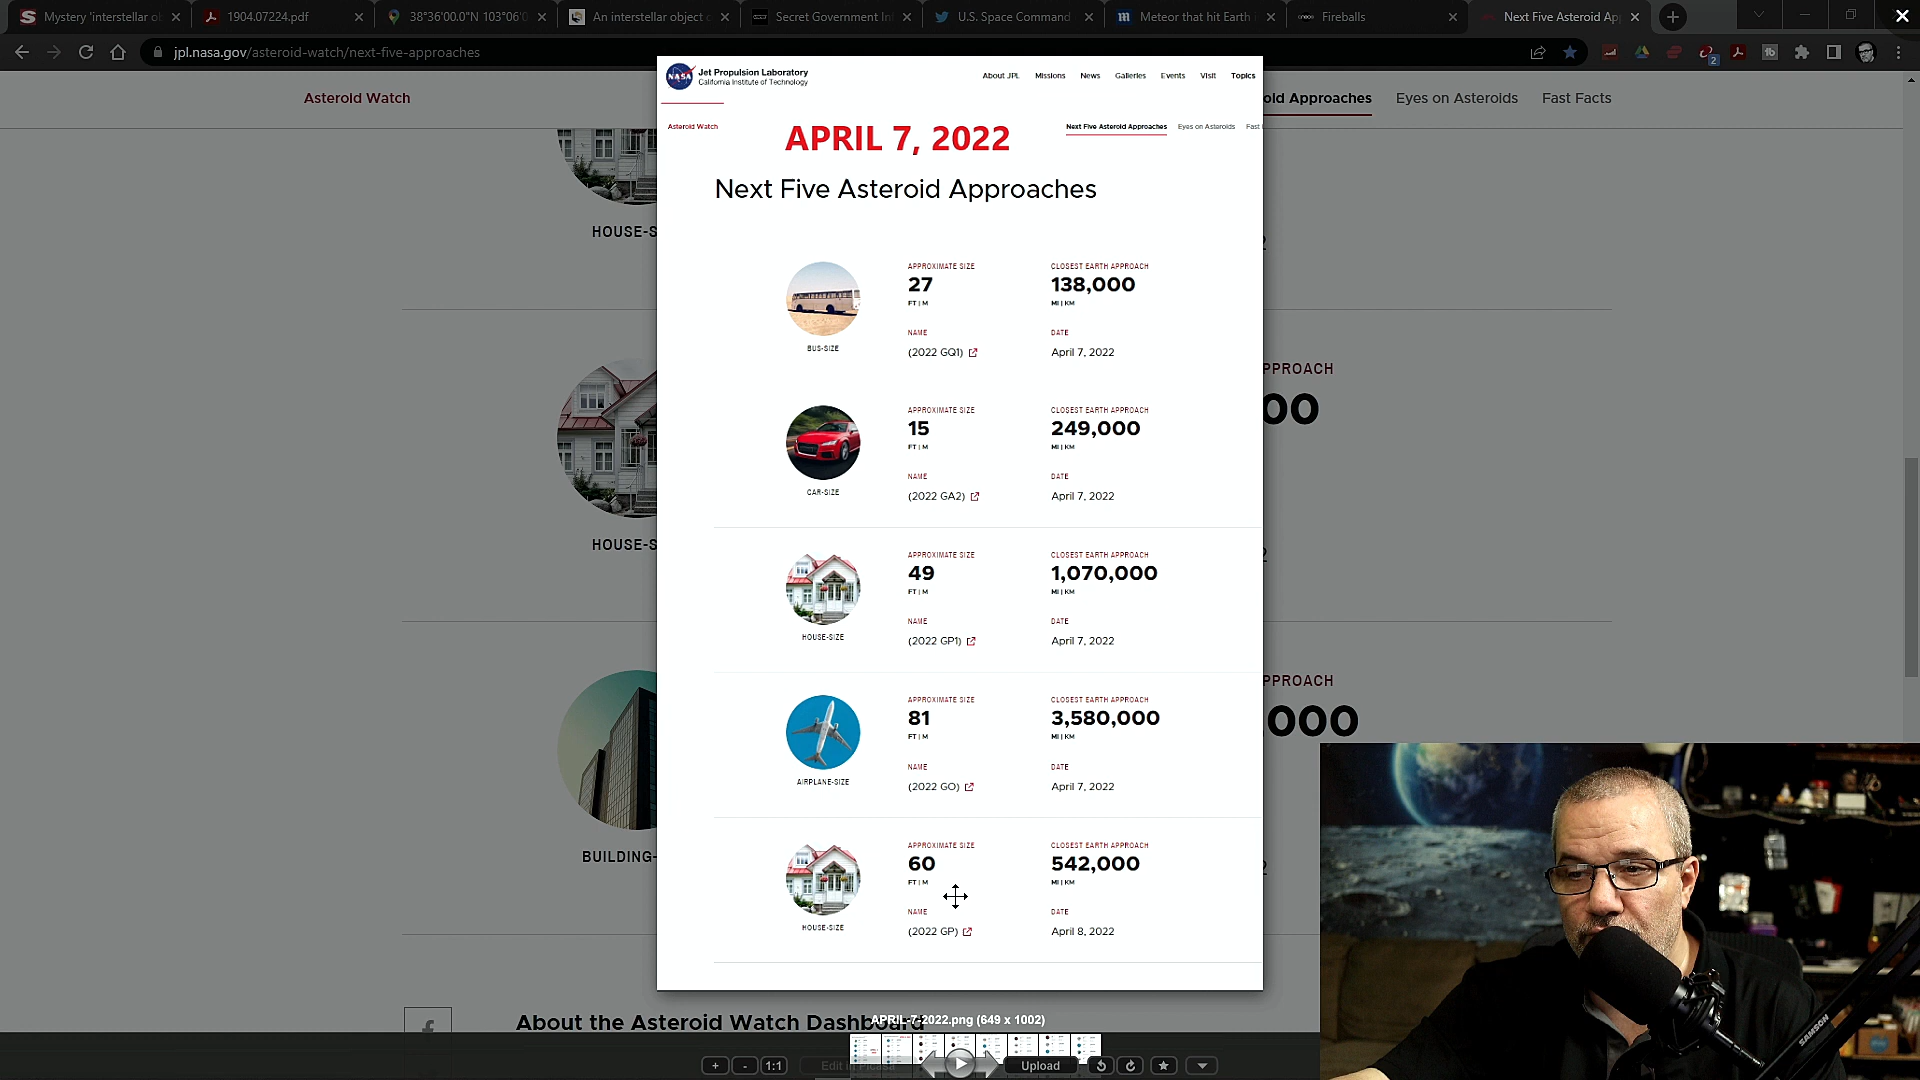 Mystery 'interstellar ob
1904.07224.pdf
38°36'00.0"N 103°06'0
An interstellar object
Secret Government In
U.S. Space Command
Meteor that hit Earth
Fireballs
Next Five Asteroid Ap
jpl.nasa.gov/asteroid-watch/next-five-approaches
2
Asteroid Watch
oid Approaches
Eyes on Asteroids
Fast Facts
NASA
Jet Propulsion Laboratory
California Institute of Technology
About JPL
Missions
News
Galleries
Events
Visit
Topics
Asteroid Watch
Next Five Asteroid Approaches
Eyes on Asteroids
Fast
APRIL 7, 2022
Next Five Asteroid Approaches
HOUSE-S
BUS-SIZE
APPROXIMATE SIZE
27
FT | M
NAME
(2022 GQ1)
CLOSEST EARTH APPROACH
138,000
MI | KM
DATE
April 7, 2022
CAR-SIZE
APPROXIMATE SIZE
15
FT | M
NAME
(2022 GA2)
CLOSEST EARTH APPROACH
249,000
MI | KM
DATE
April 7, 2022
PPROACH
00
HOUSE-S
HOUSE-SIZE
APPROXIMATE SIZE
49
FT | M
NAME
(2022 GP1)
CLOSEST EARTH APPROACH
1,070,000
MI | KM
DATE
April 7, 2022
AIRPLANE-SIZE
APPROXIMATE SIZE
81
FT | M
NAME
(2022 GO)
CLOSEST EARTH APPROACH
3,580,000
MI | KM
DATE
April 7, 2022
PPROACH
,000
BUILDING-
HOUSE-SIZE
APPROXIMATE SIZE
60
FT | M
NAME
(2022 GP)
CLOSEST EARTH APPROACH
542,000
MI | KM
DATE
April 8, 2022
About the Asteroid Watch Dashboard
APRIL-7-2022.png (649 x 1002)
+
-
1:1
Edit in Picasa
Upload
SAMSON